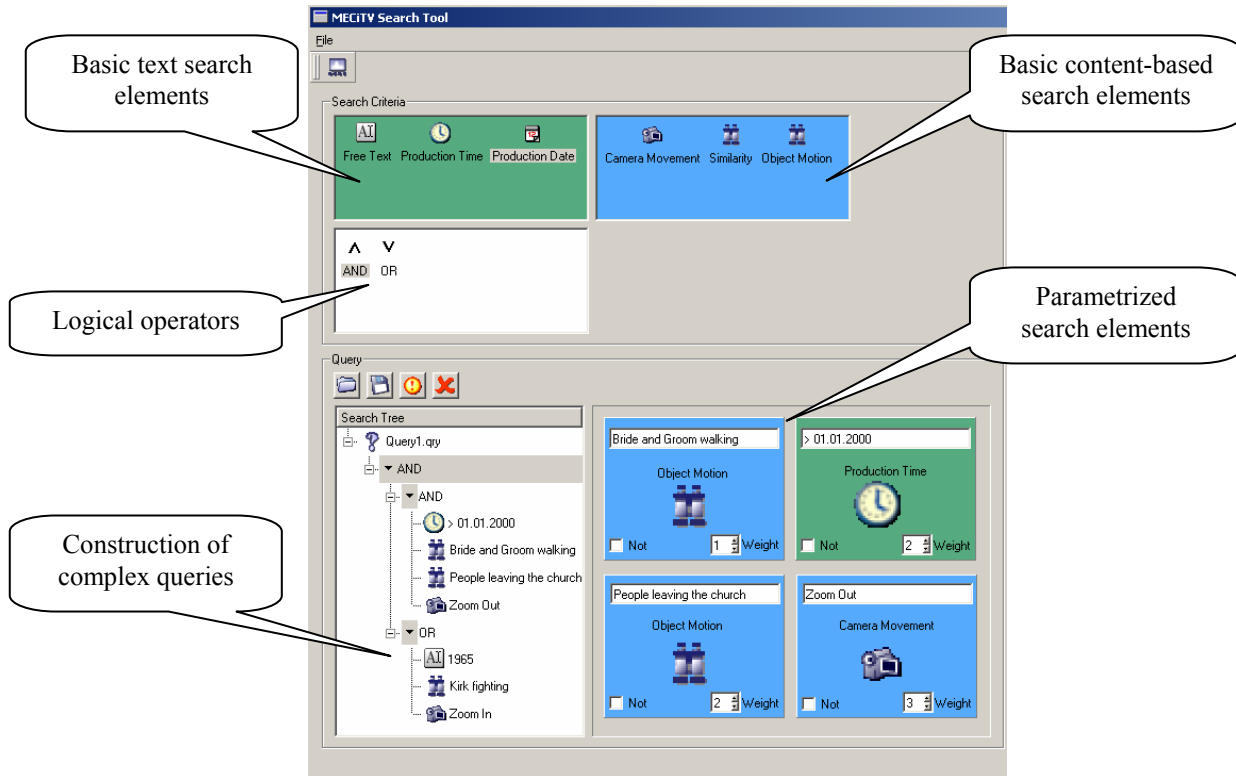 MECiTV Search Tool
File
Basic text search
elements
Basic content-based
search elements
Search Criteria
Free Text Production Time Production Date
Camera Movement Similarity Object Motion
AND OR
Logical operators
Parametrized
search elements
Query
Search Tree
Query1.qry
AND
AND
> 01.01.2000
Bride and Groom walking
People leaving the church
Zoom Out
OR
1965
Kirk fighting
Zoom In
Construction of
complex queries
Bride and Groom walking
Object Motion
Not 1 Weight
> 01.01.2000
Production Time
Not 2 Weight
People leaving the church
Object Motion
Not 2 Weight
Zoom Out
Camera Movement
Not 3 Weight